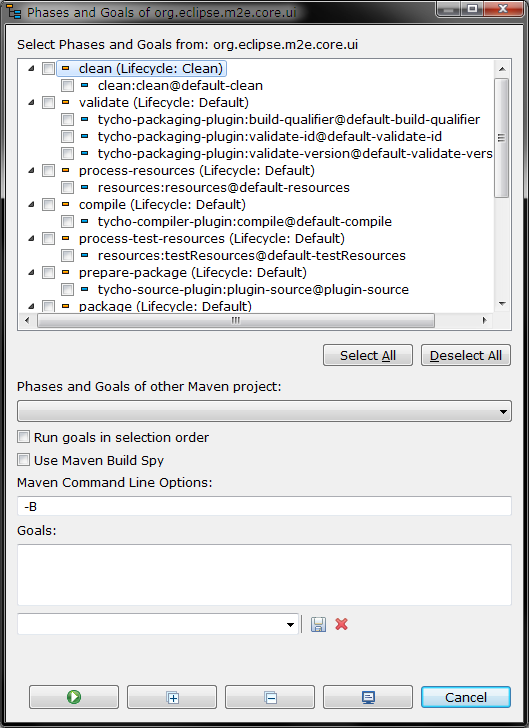 Phases and Goals of org.eclipse.m2e.core.ui
Select Phases and Goals from: org.eclipse.m2e.core.ui
clean (Lifecycle: Clean)
clean:clean@default-clean
validate (Lifecycle: Default)
tycho-packaging-plugin:build-qualifier@default-build-qualifier
tycho-packaging-plugin:validate-id@default-validate-id
tycho-packaging-plugin:validate-version@default-validate-vers
process-resources (Lifecycle: Default)
resources:resources@default-resources
compile (Lifecycle: Default)
tycho-compiler-plugin:compile@default-compile
process-test-resources (Lifecycle: Default)
resources:testResources@default-testResources
prepare-package (Lifecycle: Default)
tycho-source-plugin:plugin-source@plugin-source
package (Lifecycle: Default)
Select All Deselect All
Phases and Goals of other Maven project:
Run goals in selection order
Use Maven Build Spy
Maven Command Line Options:
-B
Goals:
Cancel